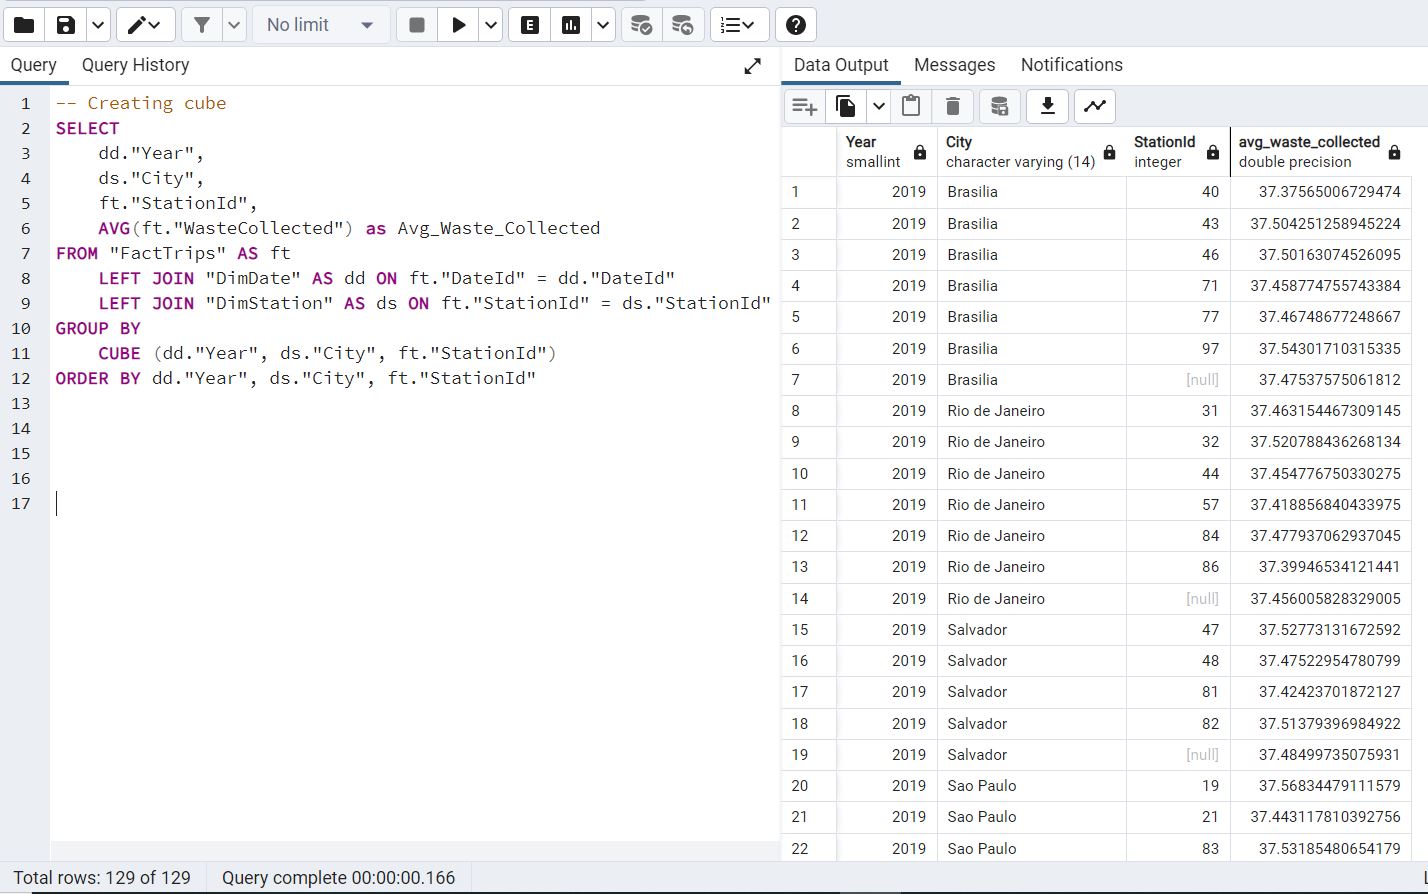 No limit
E
Query Query History
Data Output Messages Notifications
1 -- Creating cube
2 SELECT
3 dd."Year",
4 ds."City",
5 ft."StationId",
6 AVG(ft."WasteCollected") as Avg_Waste_Collected
7 FROM "FactTrips" AS ft
8 LEFT JOIN "DimDate" AS dd ON ft."DateId" = dd."DateId"
9 LEFT JOIN "DimStation" AS ds ON ft."StationId" = ds."StationId"
10 GROUP BY
11 CUBE (dd."Year", ds."City", ft."StationId")
12 ORDER BY dd."Year", ds."City", ft."StationId"
13
14
15
16
17
Year City StationId avg_waste_collected
smallint character varying (14) integer double precision
1 2019 Brasilia 40 37.37565006729474
2 2019 Brasilia 43 37.504251258945224
3 2019 Brasilia 46 37.50163074526095
4 2019 Brasilia 71 37.458774755743384
5 2019 Brasilia 77 37.46748677248667
6 2019 Brasilia 97 37.54301710315335
7 2019 Brasilia [null] 37.47537575061812
8 2019 Rio de Janeiro 31 37.463154467309145
9 2019 Rio de Janeiro 32 37.520788436268134
10 2019 Rio de Janeiro 44 37.454776750330275
11 2019 Rio de Janeiro 57 37.418856840433975
12 2019 Rio de Janeiro 84 37.477937062937045
13 2019 Rio de Janeiro 86 37.39946534121441
14 2019 Rio de Janeiro [null] 37.456005828329005
15 2019 Salvador 47 37.52773131672592
16 2019 Salvador 48 37.47522954780799
17 2019 Salvador 81 37.42423701872127
18 2019 Salvador 82 37.51379396984922
19 2019 Salvador [null] 37.48499735075931
20 2019 Sao Paulo 19 37.56834479111579
21 2019 Sao Paulo 21 37.443117810392756
22 2019 Sao Paulo 83 37.53185480654179
Total rows: 129 of 129 Query complete 00:00:00.166